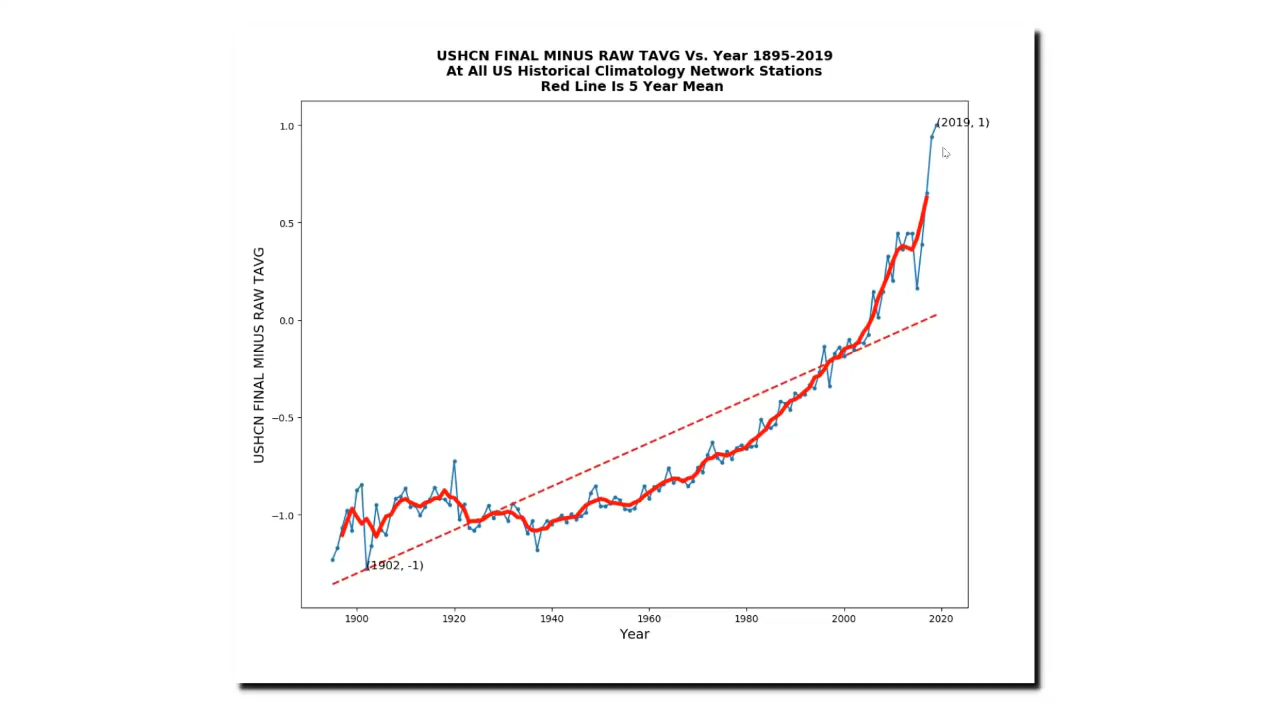 USHCN FINAL MINUS RAW TAVG Vs. Year 1895-2019
At All US Historical Climatology Network Stations
Red Line Is 5 Year Mean
(2019, 1)
1.0
0.5
0.0
−0.5
−1.0
USHCN FINAL MINUS RAW TAVG
(1902, -1)
1900 1920 1940 1960 1980 2000 2020
Year